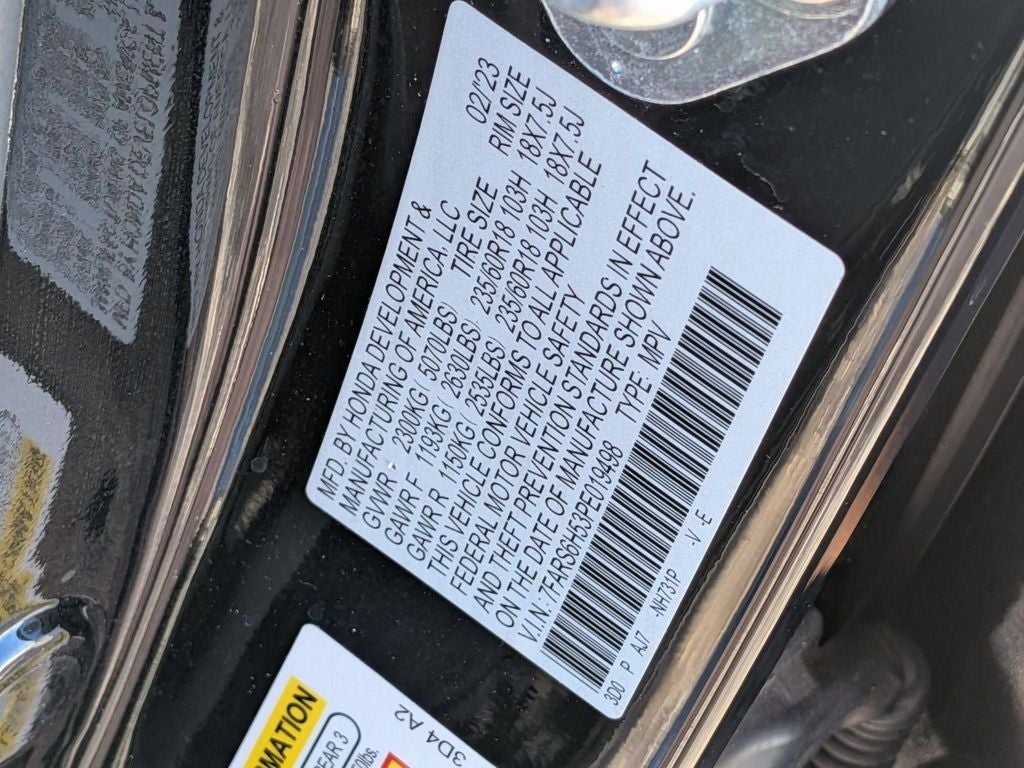 MFD. BY HONDA DEVELOPMENT &
MANUFACTURING OF AMERICA, LLC 02/23
GVWR 2300KG ( 5070LBS) TIRE SIZE RIM SIZE
GAWR F 1193KG ( 2630LBS) 235/60R18 103H 18X7.5J
GAWR R 1150KG ( 2535LBS) 235/60R18 103H 18X7.5J
THIS VEHICLE CONFORMS TO ALL APPLICABLE
FEDERAL MOTOR VEHICLE SAFETY
AND THEFT PREVENTION STANDARDS IN EFFECT
ON THE DATE OF MANUFACTURE SHOWN ABOVE.
V.I.N. 7FARS6H53PE019498 TYPE MPV
3D0 P AJ7 -NH731P -V -E
MATION
REAR 3
lbs.
3D4 A2